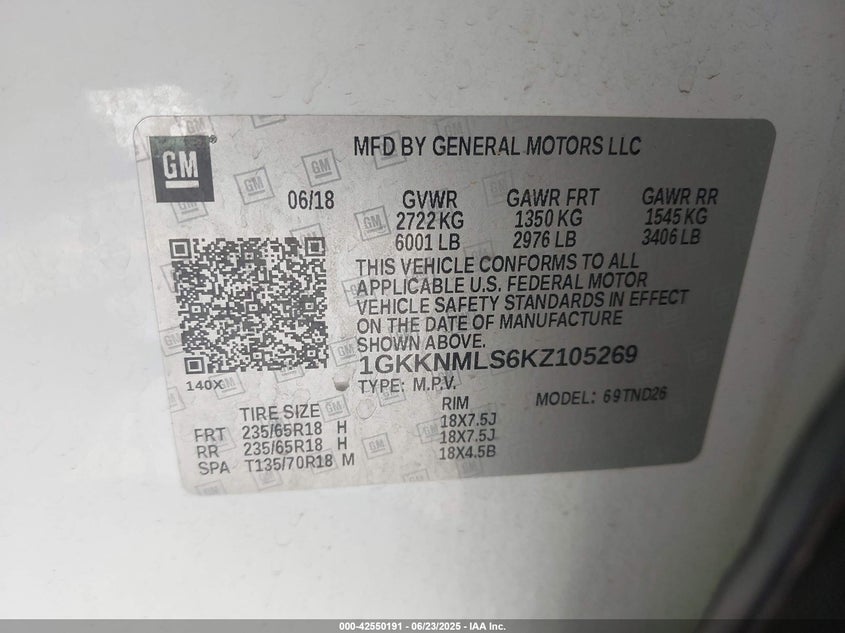 GM
MFD BY GENERAL MOTORS LLC
06/18 GVWR GAWR FRT GAWR RR
2722 KG 1350 KG 1545 KG
6001 LB 2976 LB 3406 LB
THIS VEHICLE CONFORMS TO ALL
APPLICABLE U.S. FEDERAL MOTOR
VEHICLE SAFETY STANDARDS IN EFFECT
ON THE DATE OF MANUFACTURE
SHOWN ABOVE.
1GKKNMLS6KZ105269
140X TYPE: M.P.V. MODEL: 69TND26
TIRE SIZE RIM
FRT 235/65R18 H 18X7.5J
RR 235/65R18 H 18X7.5J
SPA T135/70R18 M 18X4.5B
000-42550191 - 06/23/2025 - IAA Inc.